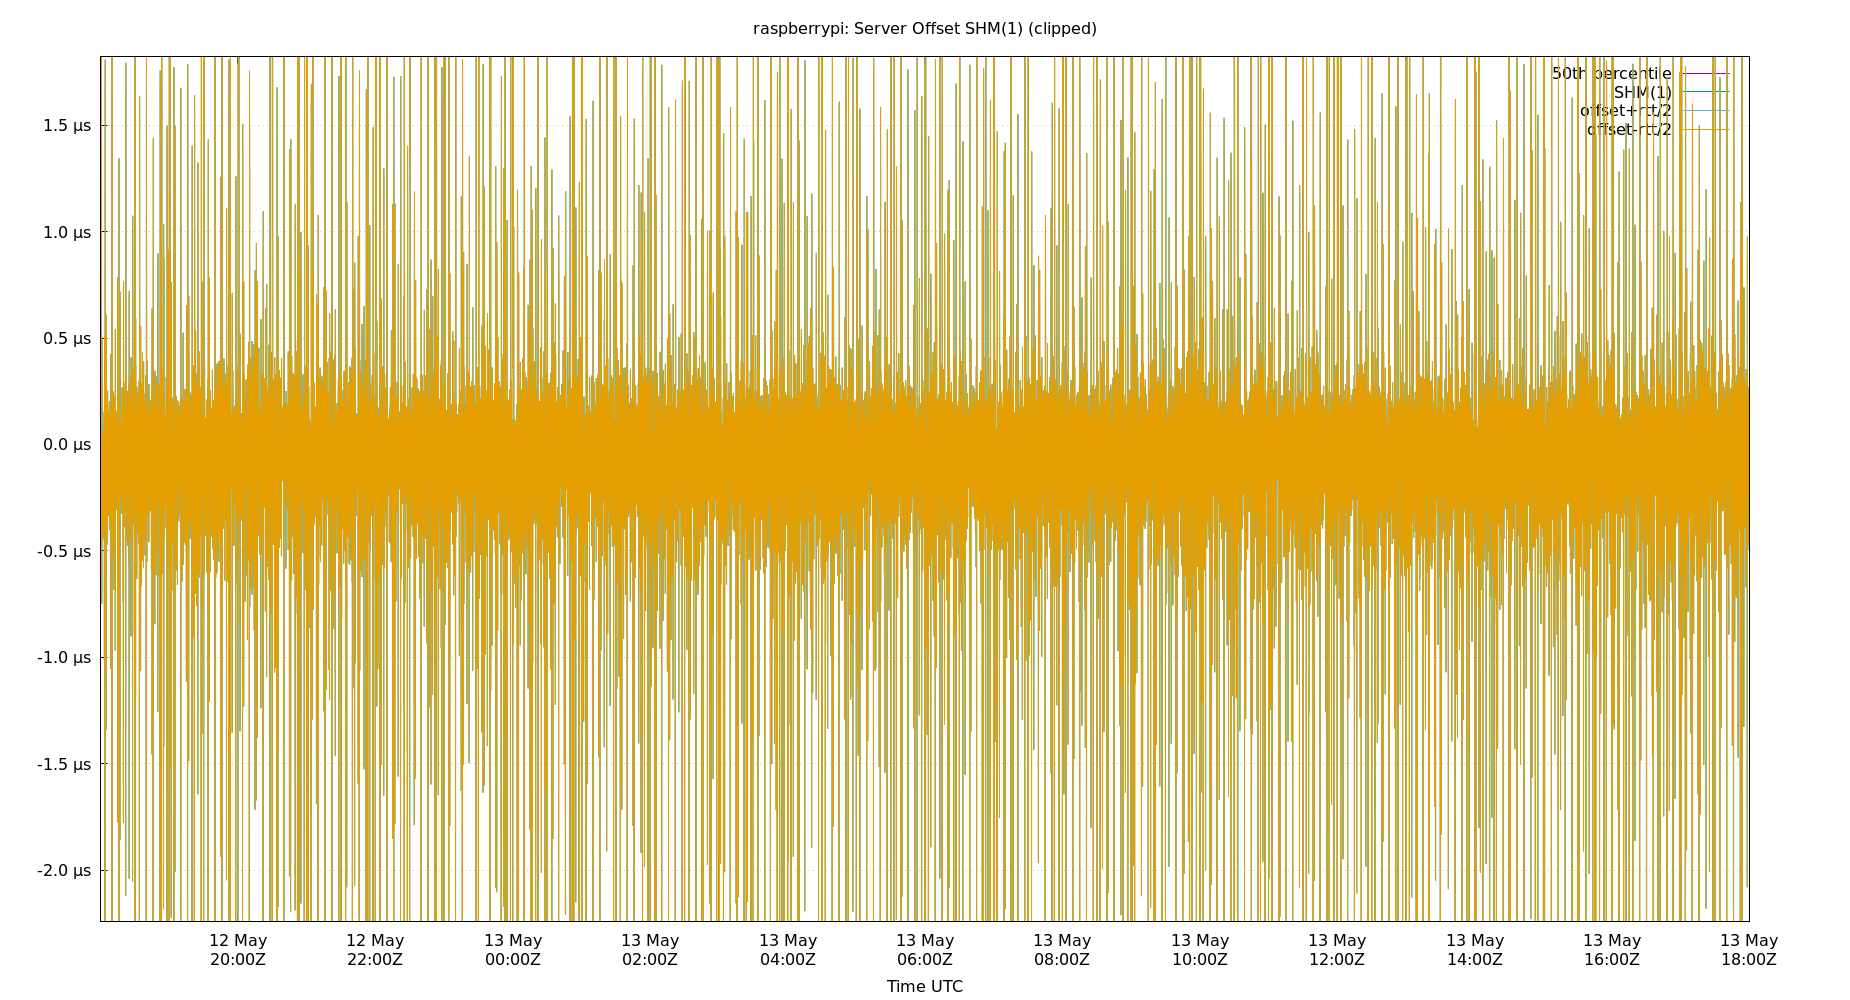 raspberrypi: Server Offset SHM(1) (clipped)
50th percentile
SHM(1)
offset+rtt/2
offset-rtt/2
1.5 µs
1.0 µs
0.5 µs
0.0 µs
-0.5 µs
-1.0 µs
-1.5 µs
-2.0 µs
12 May 12 May 13 May 13 May 13 May 13 May 13 May 13 May 13 May 13 May 13 May 13 May
20:00Z 22:00Z 00:00Z 02:00Z 04:00Z 06:00Z 08:00Z 10:00Z 12:00Z 14:00Z 16:00Z 18:00Z
Time UTC